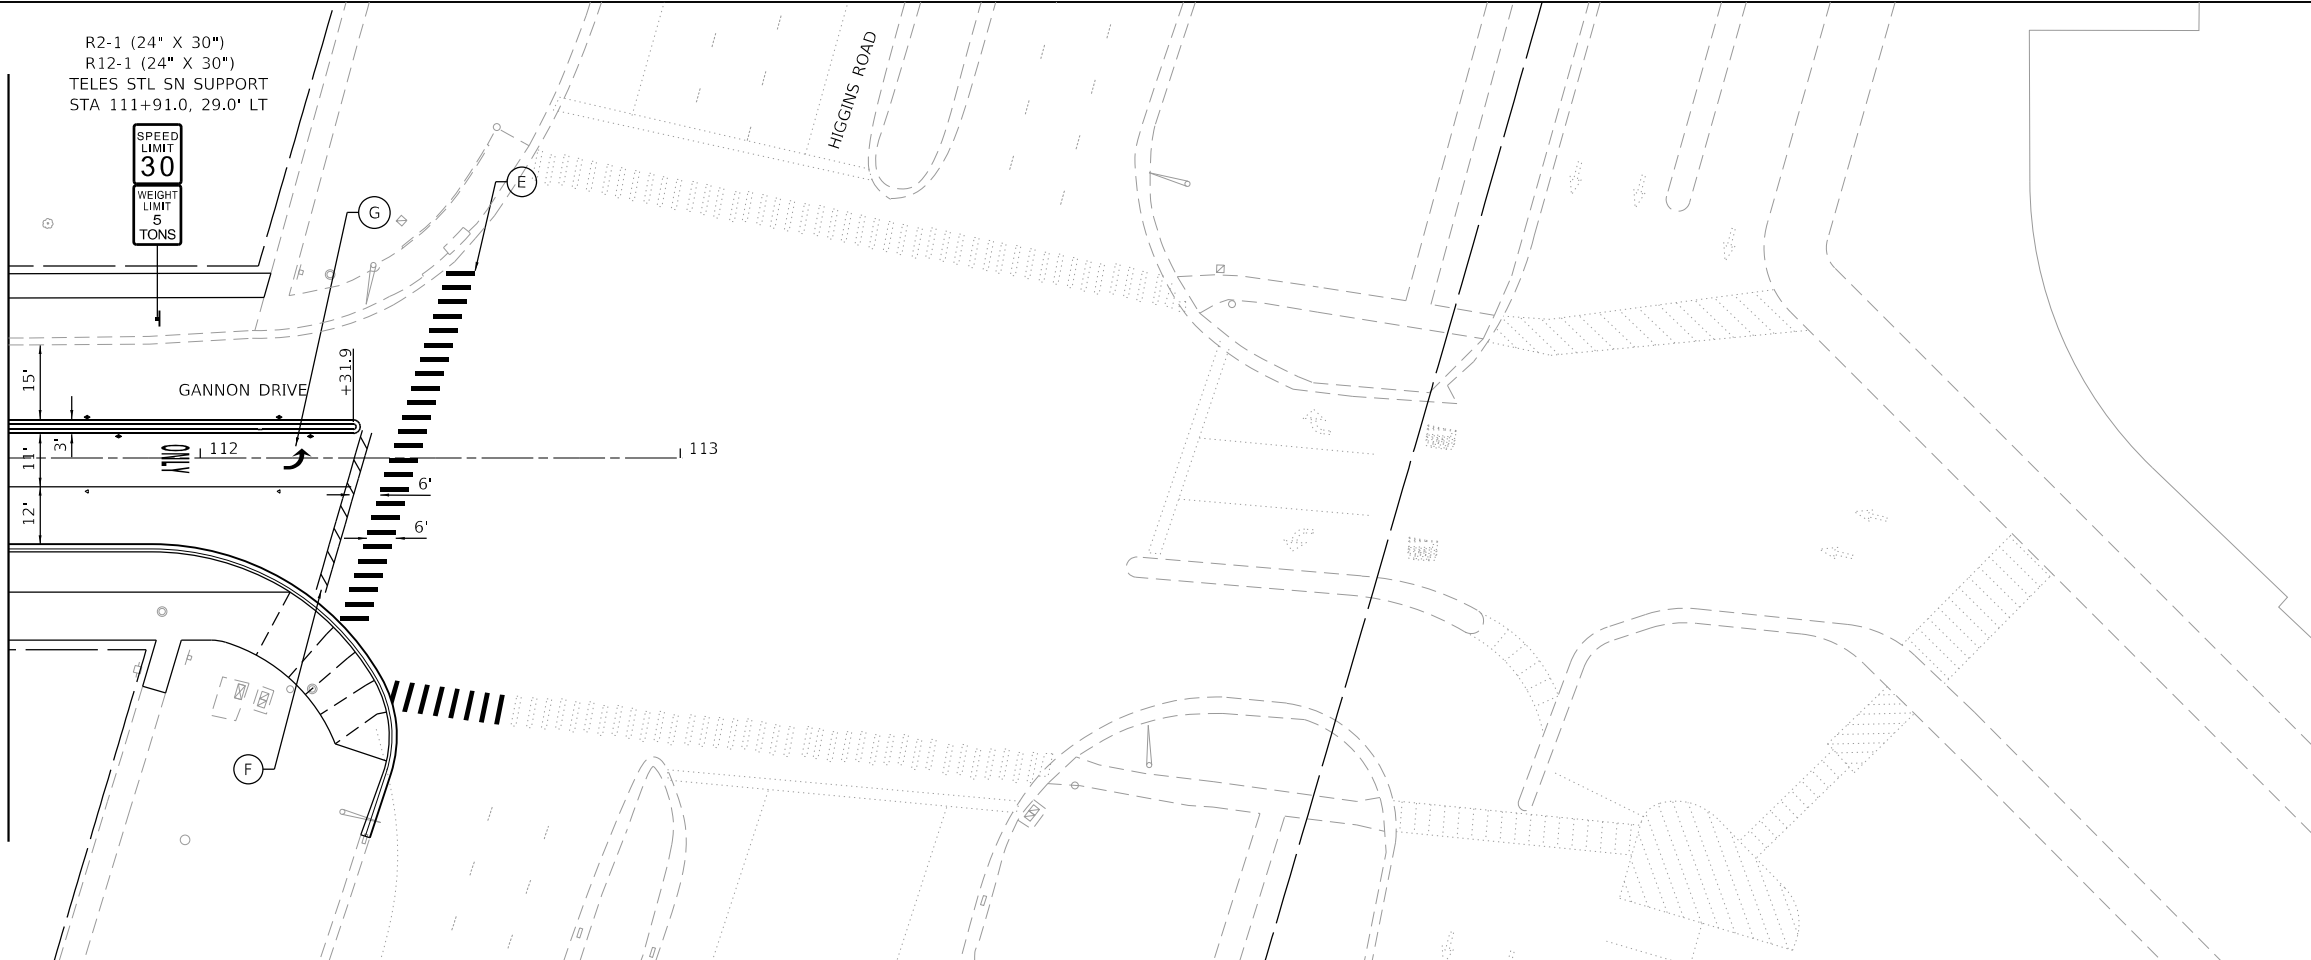 R2-1 (24" X 30")
R12-1 (24" X 30")
TELES STL SN SUPPORT
STA 111+91.0, 29.0' LT
SPEED
LIMIT
30
WEIGHT
LIMIT
5
TONS
HIGGINS ROAD
E
G
+31.9
15'
GANNON DRIVE
3'
11'
ONLY
112
113
6'
12'
6'
F